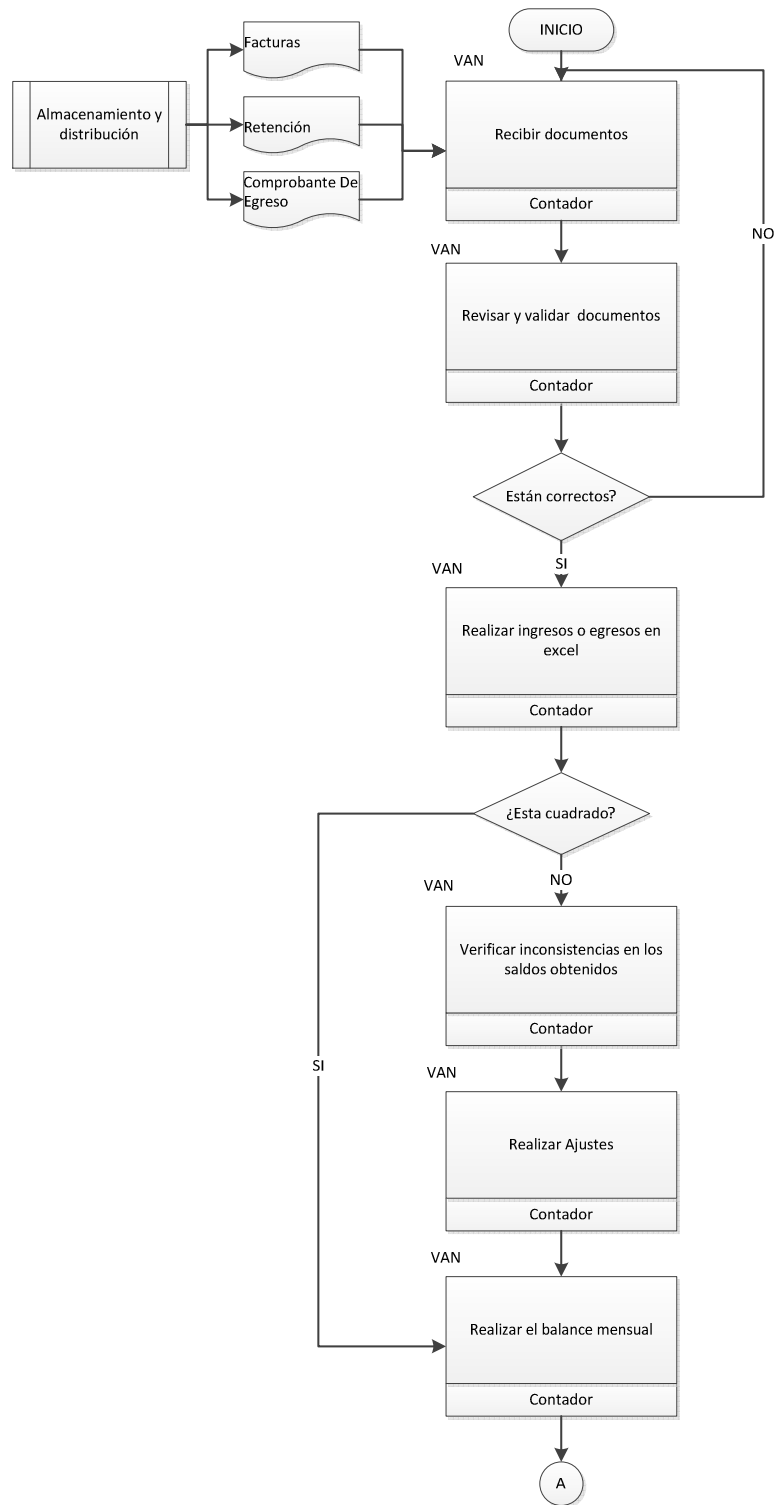 INICIO
VAN
Facturas
Almacenamiento y
distribución
Retención
Comprobante De
Egreso
Recibir documentos
Contador
NO
VAN
Revisar y validar documentos
Contador
Están correctos?
SI
VAN
Realizar ingresos o egresos en
excel
Contador
¿Esta cuadrado?
NO
VAN
Verificar inconsistencias en los
saldos obtenidos
Contador
SI
VAN
Realizar Ajustes
Contador
VAN
Realizar el balance mensual
Contador
A